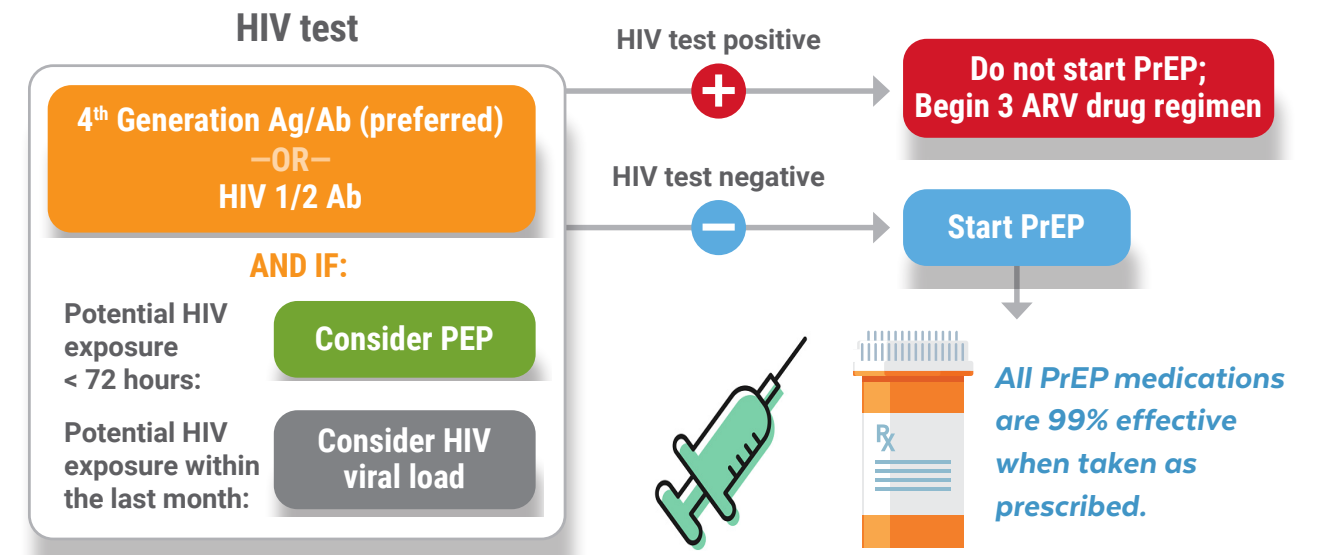 HIV test
4th Generation Ag/Ab (preferred)
—OR—
HIV 1/2 Ab
AND IF:
Potential HIV
exposure
< 72 hours:
Consider PEP
Potential HIV
exposure within
the last month:
Consider HIV
viral load
HIV test positive
Do not start PrEP;
Begin 3 ARV drug regimen
HIV test negative
Start PrEP
Rx
All PrEP medications
are 99% effective
when taken as
prescribed.